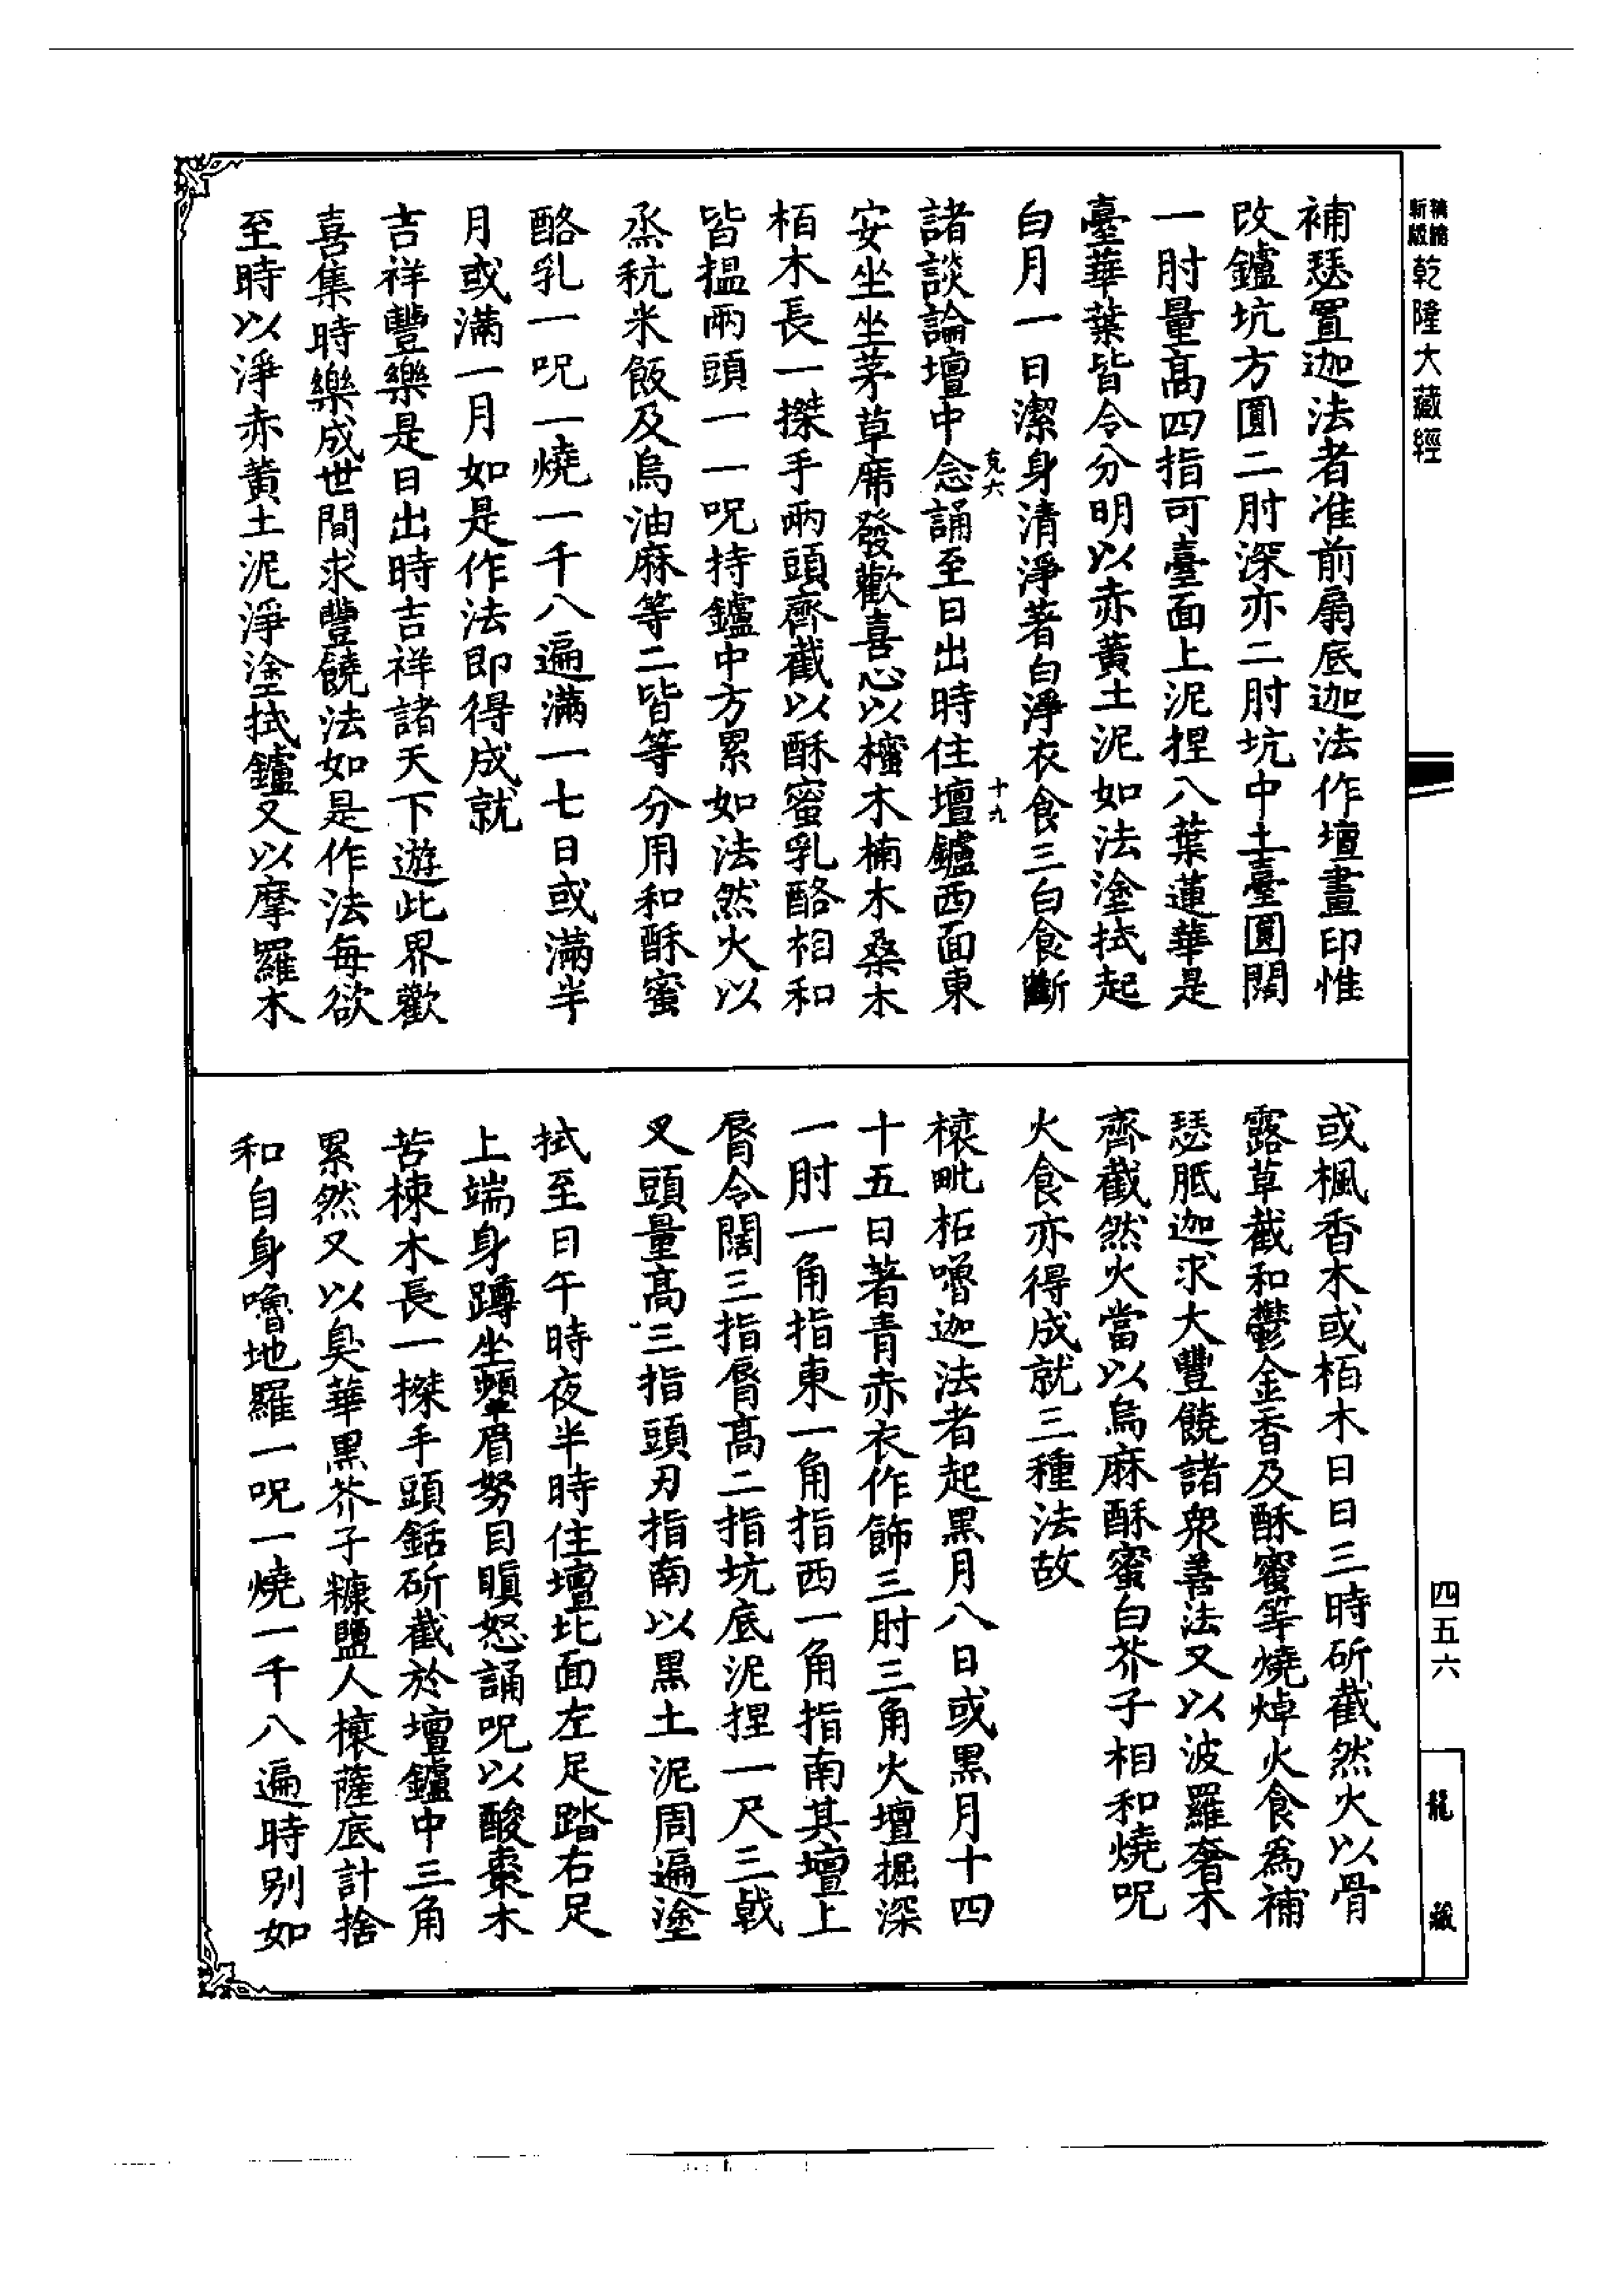 精縮
新版
乾隆大藏經
補瑟置迦法者准前扇底迦法作壇畫印惟
改鑪坑方圓二肘深亦二肘坑中土臺圓闊
一肘量高四指可臺面上泥捏八葉蓮華是
臺華葉皆令分明以赤黃土泥如法塗拭起
白月一日潔身清淨著白淨衣食三白食斷
諸談論壇中念誦至日出時住壇鑪西面東
克六
十九
安坐坐茅草席發歡喜心以櫁木楠木桑木
栢木長一搩手兩頭齊截以酥蜜乳酪相和
皆揾兩頭一一呪持鑪中方累如法然火以
烝秔米飯及烏油麻等二皆等分用和酥蜜
酪乳一呪一燒一千八遍滿一七日或滿半
月或滿一月如是作法即得成就
吉祥豐樂是日出時吉祥諸天下遊此界歡
喜集時樂成世間求豐饒法如是作法每欲
至時以淨赤黃土泥淨塗拭鑪又以摩羅木
或楓香木或栢木日日三時斫截然火以骨
露草截和鬱金香及酥蜜等燒焯火食爲補
瑟胝迦求大豐饒諸衆善法又以波羅奢木
齊截然火當以烏麻酥蜜白芥子相和燒呪
火食亦得成就三種法故
榱毗柘嚕迦法者起黑月八日或黑月十四
十五日著青赤衣作飾三肘三角火壇掘深
一肘一角指東一角指西一角指南其壇上
脣令闊三指脣高二指坑底泥捏一尺三戟
叉頭量高三指頭刃指南以黑土泥周遍塗
拭至日午時夜半時住壇北面左足踏右足
上端身蹲坐顰眉努目瞋怒誦呪以酸棗木
苦楝木長一搩手頭銛斫截於壇鑪中三角
累然又以臭華黑芥子糠鹽人榱薩底計捨
和自身嚕地羅一呪一燒一千八遍時別如
四五六
龍藏